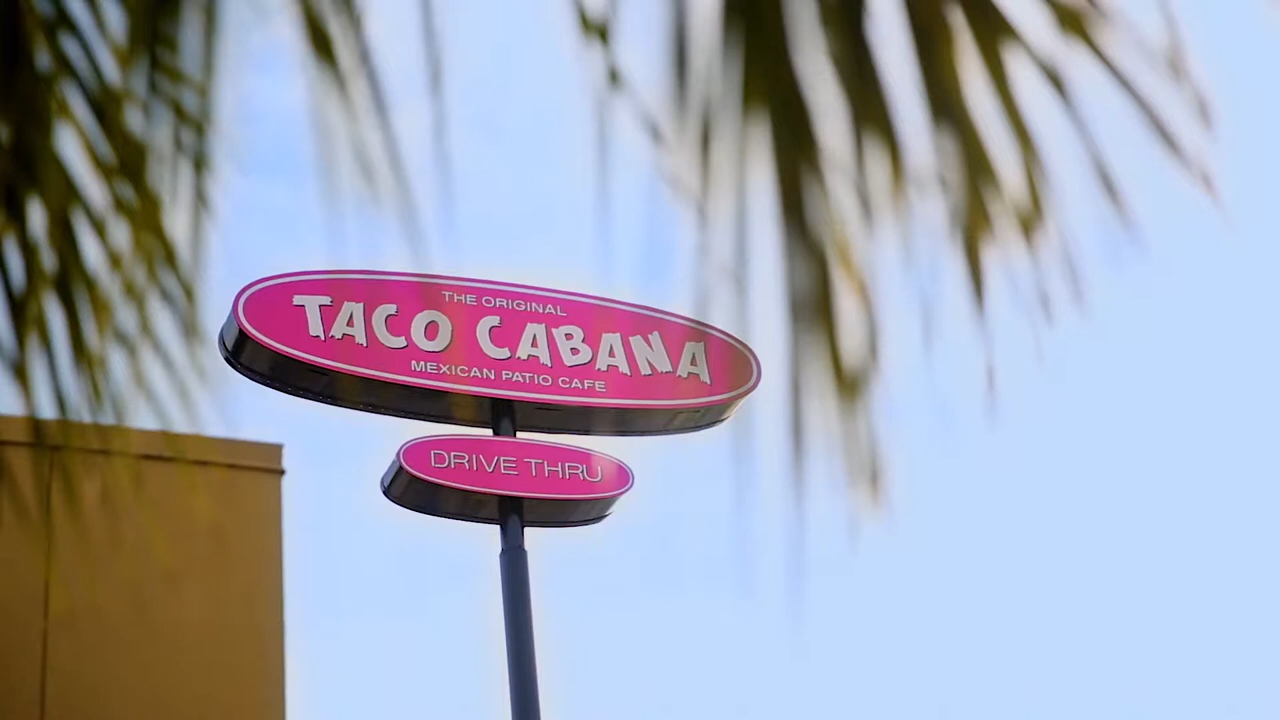 THE ORIGINAL
TACO CABANA
MEXICAN PATIO CAFE
DRIVE THRU